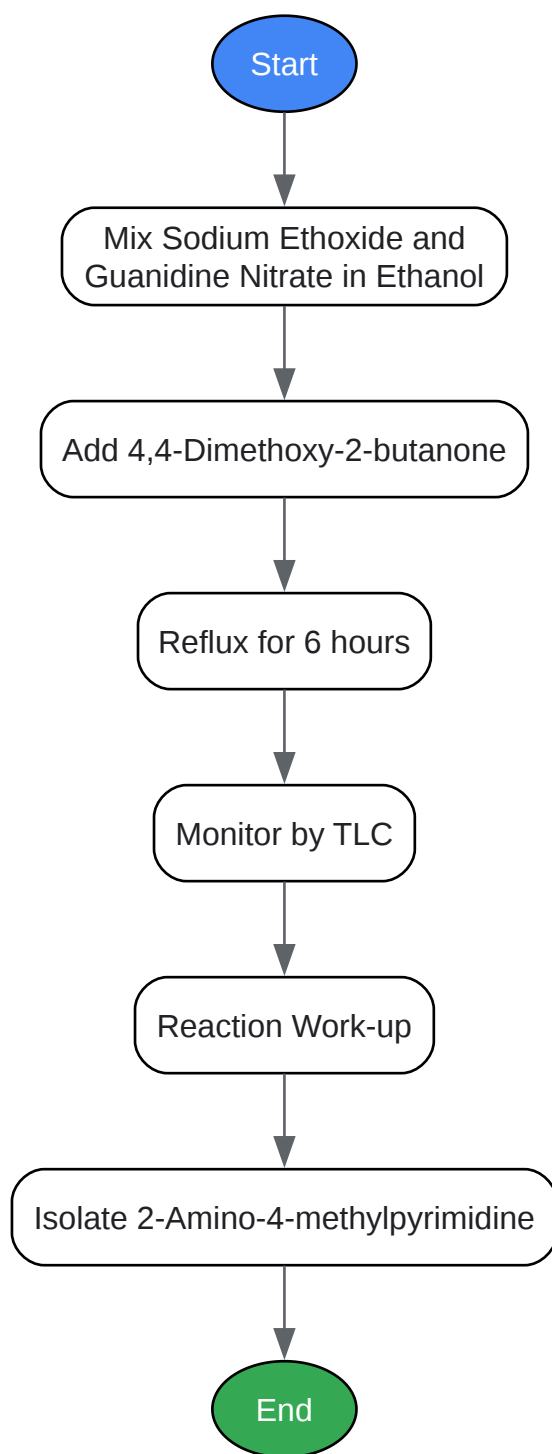 Start
Mix Sodium Ethoxide and
Guanidine Nitrate in Ethanol
Add 4,4-Dimethoxy-2-butanone
Reflux for 6 hours
Monitor by TLC
Reaction Work-up
Isolate 2-Amino-4-methylpyrimidine
End